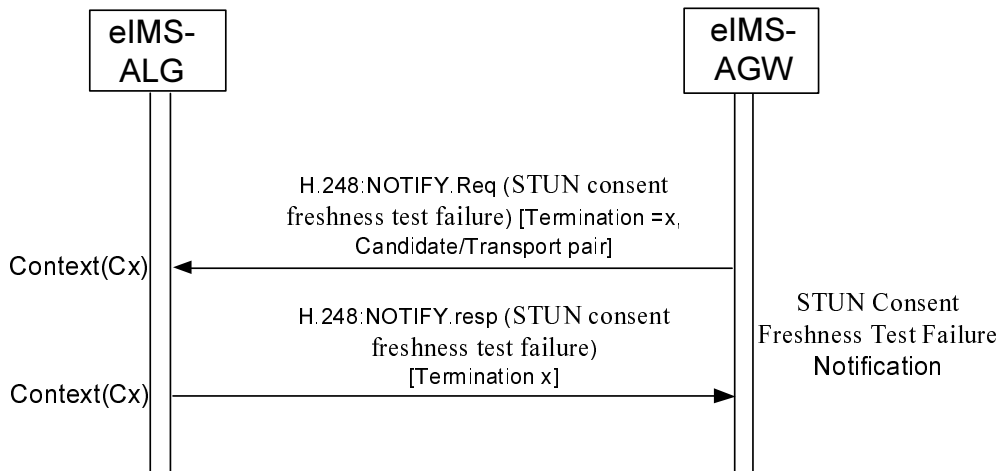 eIMS-
ALG
eIMS-
AGW
H.248:NOTIFY.Req (STUN consent
freshness test failure) [Termination =x,
Candidate/Transport pair]
Context(Cx)
H.248:NOTIFY.resp (STUN consent
freshness test failure)
[Termination x]
Context(Cx)
STUN Consent
Freshness Test Failure
Notification